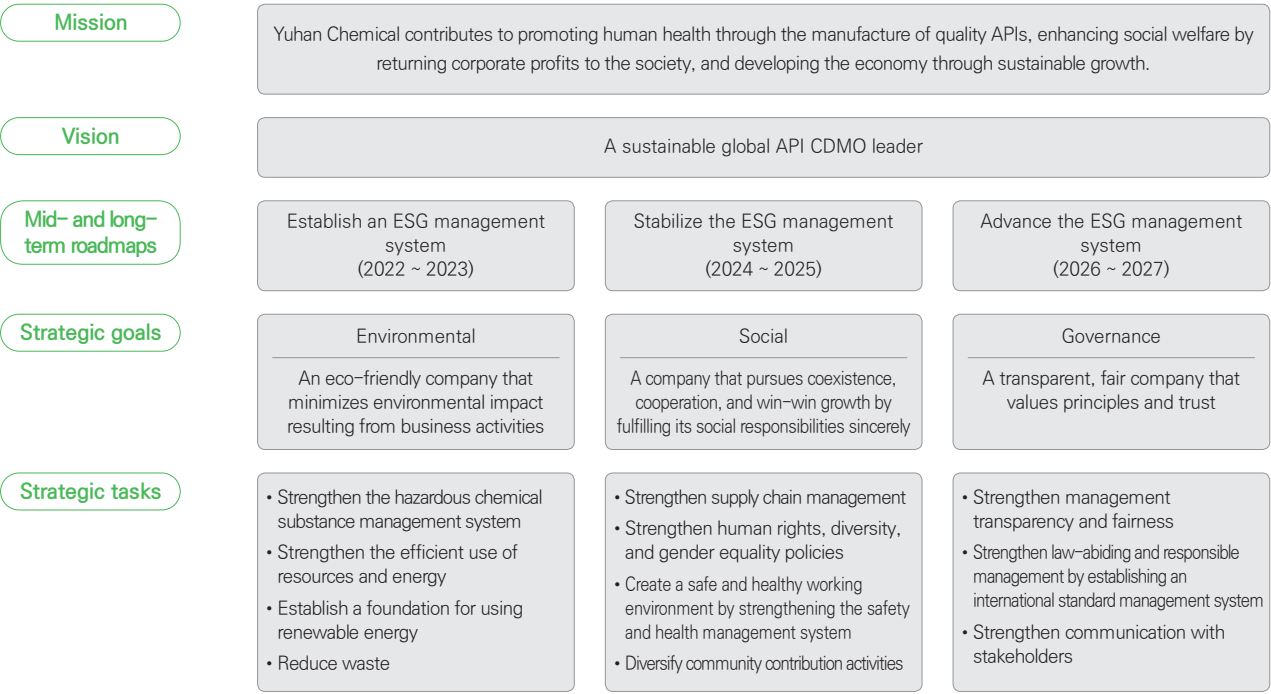 Mission
Yuhan Chemical contributes to promoting human health through the manufacture of quality APIs, enhancing social welfare by
returning corporate profits to the society, and developing the economy through sustainable growth.
Vision
A sustainable global API CDMO leader
Mid- and long-
term roadmaps
Establish an ESG management
system
(2022 ~ 2023)
Stabilize the ESG management
system
(2024 ~ 2025)
Advance the ESG management
system
(2026 ~ 2027)
Strategic goals
Environmental
An eco-friendly company that
minimizes environmental impact
resulting from business activities
Social
A company that pursues coexistence,
cooperation, and win-win growth by
fulfilling its social responsibilities sincerely
Governance
A transparent, fair company that
values principles and trust
Strategic tasks
• Strengthen the hazardous chemical
substance management system
• Strengthen the efficient use of
resources and energy
• Establish a foundation for using
renewable energy
• Reduce waste
• Strengthen supply chain management
• Strengthen human rights, diversity,
and gender equality policies
• Create a safe and healthy working
environment by strengthening the safety
and health management system
• Diversify community contribution activities
• Strengthen management
transparency and fairness
• Strengthen law-abiding and responsible
management by establishing an
international standard management system
• Strengthen communication with
stakeholders